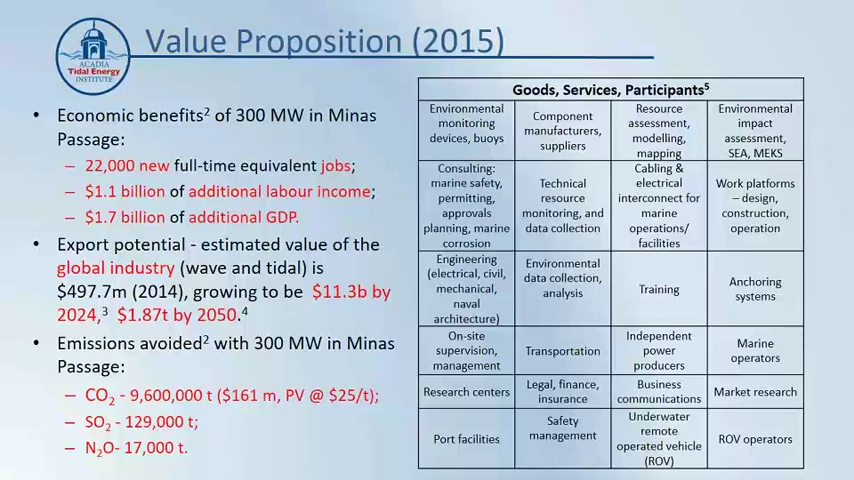 Value Proposition (2015)
ACADIA
Tidal Energy
INSTITUTE
• Economic benefits² of 300 MW in Minas
Passage:
– 22,000 new full-time equivalent jobs;
– $1.1 billion of additional labour income;
– $1.7 billion of additional GDP.
• Export potential - estimated value of the
global industry (wave and tidal) is
$497.7m (2014), growing to be $11.3b by
2024,³ $1.87t by 2050.⁴
• Emissions avoided² with 300 MW in Minas
Passage:
– CO₂ - 9,600,000 t ($161 m, PV @ $25/t);
– SO₂ - 129,000 t;
– N₂O- 17,000 t.
Goods, Services, Participants⁵
Environmental
monitoring
devices, buoys
Component
manufacturers,
suppliers
Resource
assessment,
modelling,
mapping
Environmental
impact
assessment,
SEA, MEKS
Consulting:
marine safety,
permitting,
approvals
planning, marine
corrosion
Technical
resource
monitoring, and
data collection
Cabling &
electrical
interconnect for
marine
operations/
facilities
Work platforms
– design,
construction,
operation
Engineering
(electrical, civil,
mechanical,
naval
architecture)
Environmental
data collection,
analysis
Training
Anchoring
systems
On-site
supervision,
management
Transportation
Independent
power
producers
Marine
operators
Research centers
Legal, finance,
insurance
Business
communications
Market research
Port facilities
Safety
management
Underwater
remote
operated vehicle
(ROV)
ROV operators